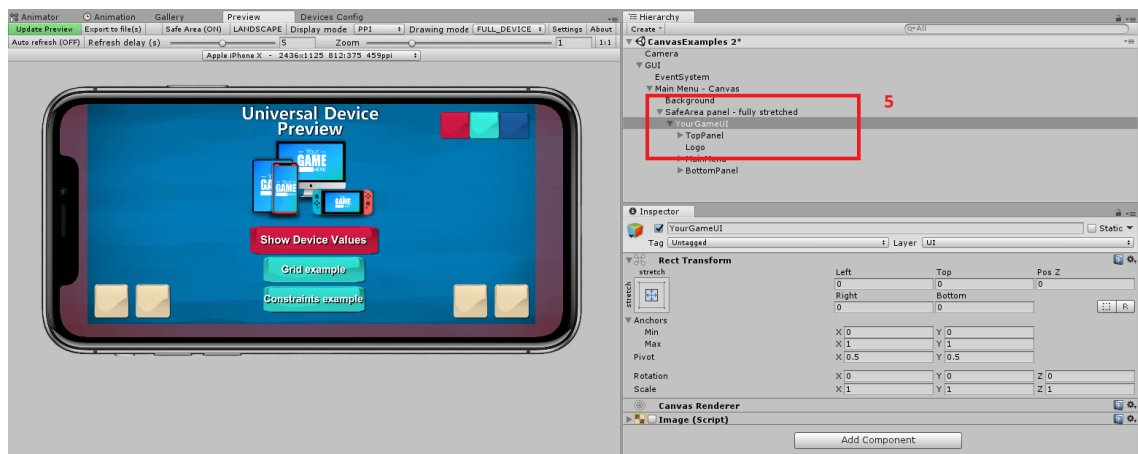 Animator Animation Gallery Preview Devices Config
Update Preview Export to file(s) Safe Area (ON) LANDSCAPE Display mode PPI Drawing mode FULL_DEVICE Settings About
Auto refresh (OFF) Refresh delay (s) 5 Zoom 1 1:1
Apple iPhone X - 2436x1125 812:375 459ppi
Universal Device
Preview
Your
GAME
HERE
GAME
GAME
Show Device Values
Grid example
Constraints example
Hierarchy
Create All
CanvasExamples 2*
Camera
GUI
EventSystem
Main Menu - Canvas
Background
SafeArea panel - fully stretched
YourGameUI
TopPanel
Logo
MainMenu
BottomPanel
5
Inspector
YourGameUI Static
Tag Untagged Layer UI
Rect Transform
stretch Left Top Pos Z
stretch 0 0 0
Right Bottom
0 0 R
Anchors
Min X 0 Y 0
Max X 1 Y 1
Pivot X 0.5 Y 0.5
Rotation X 0 Y 0 Z 0
Scale X 1 Y 1 Z 1
Canvas Renderer
Image (Script)
Add Component